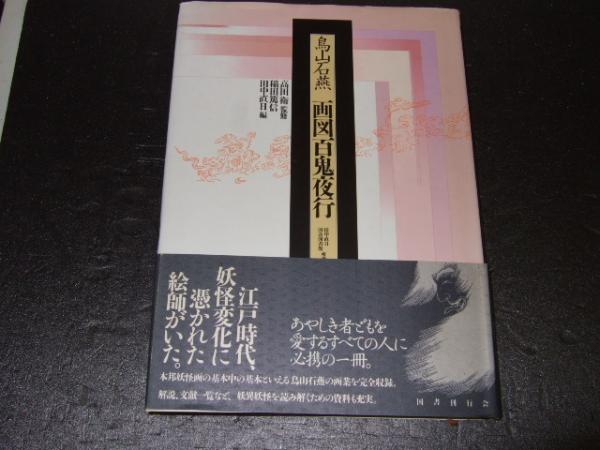 鳥山石燕 画図百鬼夜行
高田衛 監修
稲田篤信
田中直日 編
江戸時代、
妖怪変化に
憑かれた
絵師がいた。
あやしき者どもを
愛するすべての人に
必携の一冊。
本邦妖怪画の基本中の基本といえる鳥山石燕の画業を完全収録。
解説、文献一覧など、妖異妖怪を読み解くための資料も充実。
国書刊行会